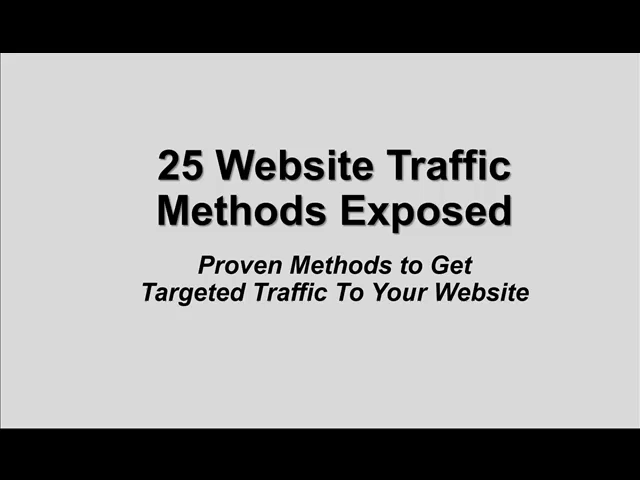 25 Website Traffic
Methods Exposed
Proven Methods to Get
Targeted Traffic To Your Website